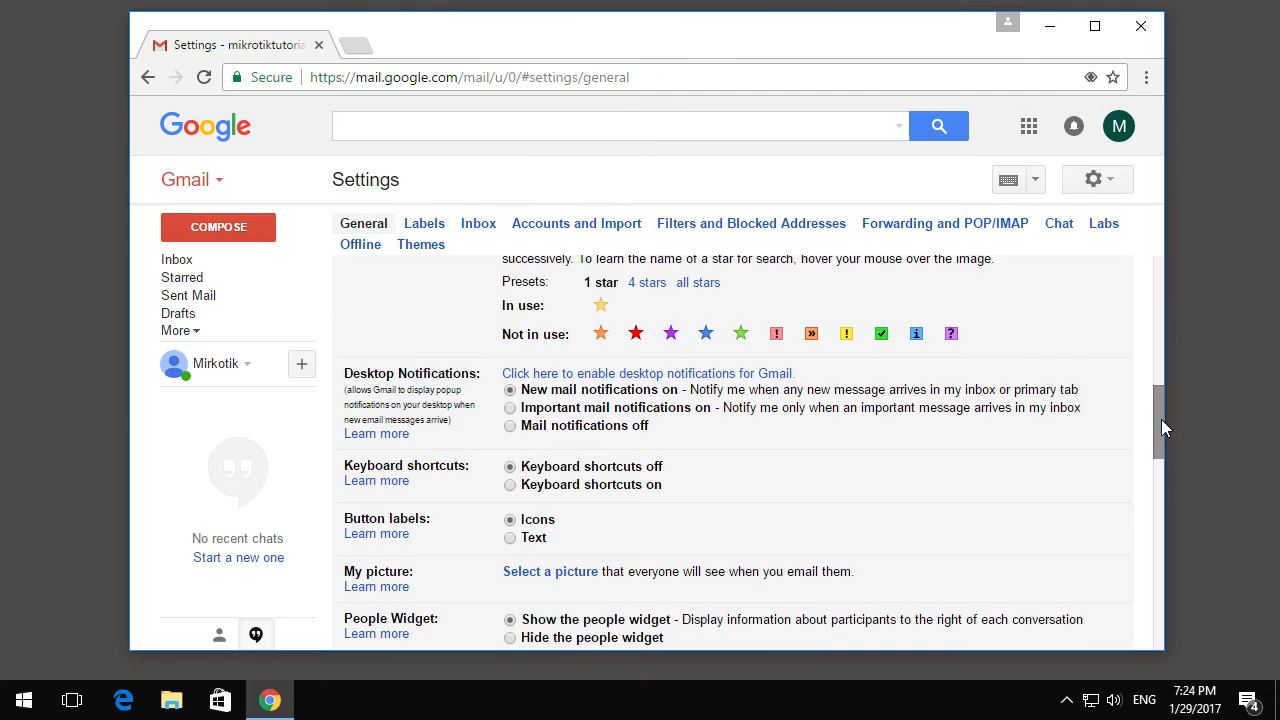 Settings - mikrotiktutoria
Secure
https://mail.google.com/mail/u/0/#settings/general
Google
M
Gmail
Settings
COMPOSE
General
Labels
Inbox
Accounts and Import
Filters and Blocked Addresses
Forwarding and POP/IMAP
Chat
Labs
Offline
Themes
Inbox
Starred
Sent Mail
Drafts
More
Mirkotik
+
No recent chats
Start a new one
successively. To learn the name of a star for search, hover your mouse over the image.
Presets: 1 star 4 stars all stars
In use:
Not in use: ! » ! i ?
Desktop Notifications:
(allows Gmail to display popup
notifications on your desktop when
new email messages arrive)
Learn more
Click here to enable desktop notifications for Gmail.
New mail notifications on - Notify me when any new message arrives in my inbox or primary tab
Important mail notifications on - Notify me only when an important message arrives in my inbox
Mail notifications off
Keyboard shortcuts:
Learn more
Keyboard shortcuts off
Keyboard shortcuts on
Button labels:
Learn more
Icons
Text
My picture:
Learn more
Select a picture that everyone will see when you email them.
People Widget:
Learn more
Show the people widget - Display information about participants to the right of each conversation
Hide the people widget
ENG
7:24 PM
1/29/2017
4